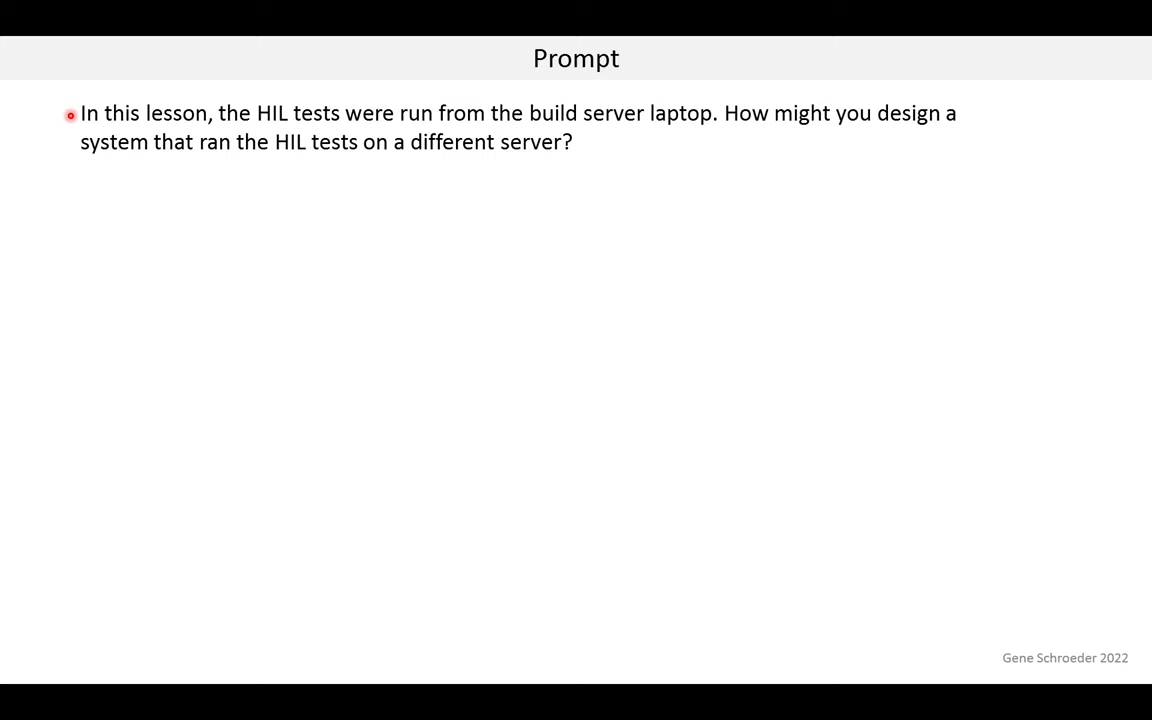 Prompt
In this lesson, the HIL tests were run from the build server laptop. How might you design a
system that ran the HIL tests on a different server?
Gene Schroeder 2022